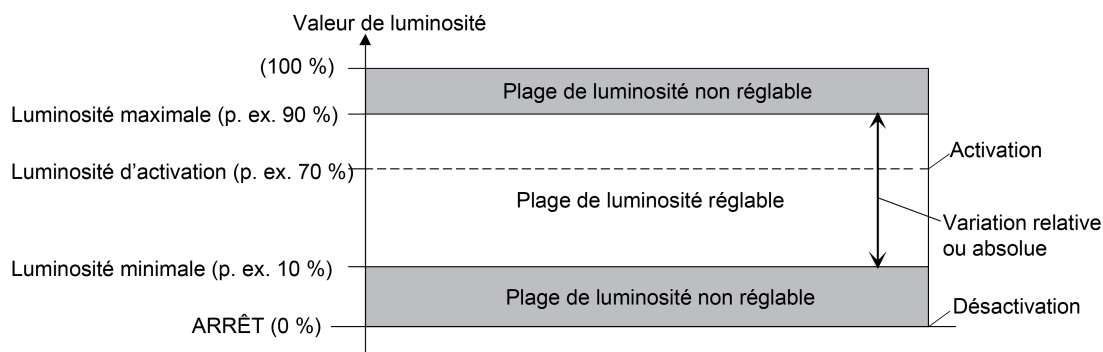 Valeur de luminosité
(100 %)
Plage de luminosité non réglable
Luminosité maximale (p. ex. 90 %)
Activation
Luminosité d’activation (p. ex. 70 %)
Plage de luminosité réglable
Variation relative
ou absolue
Luminosité minimale (p. ex. 10 %)
Plage de luminosité non réglable
Désactivation
ARRÊT (0 %)